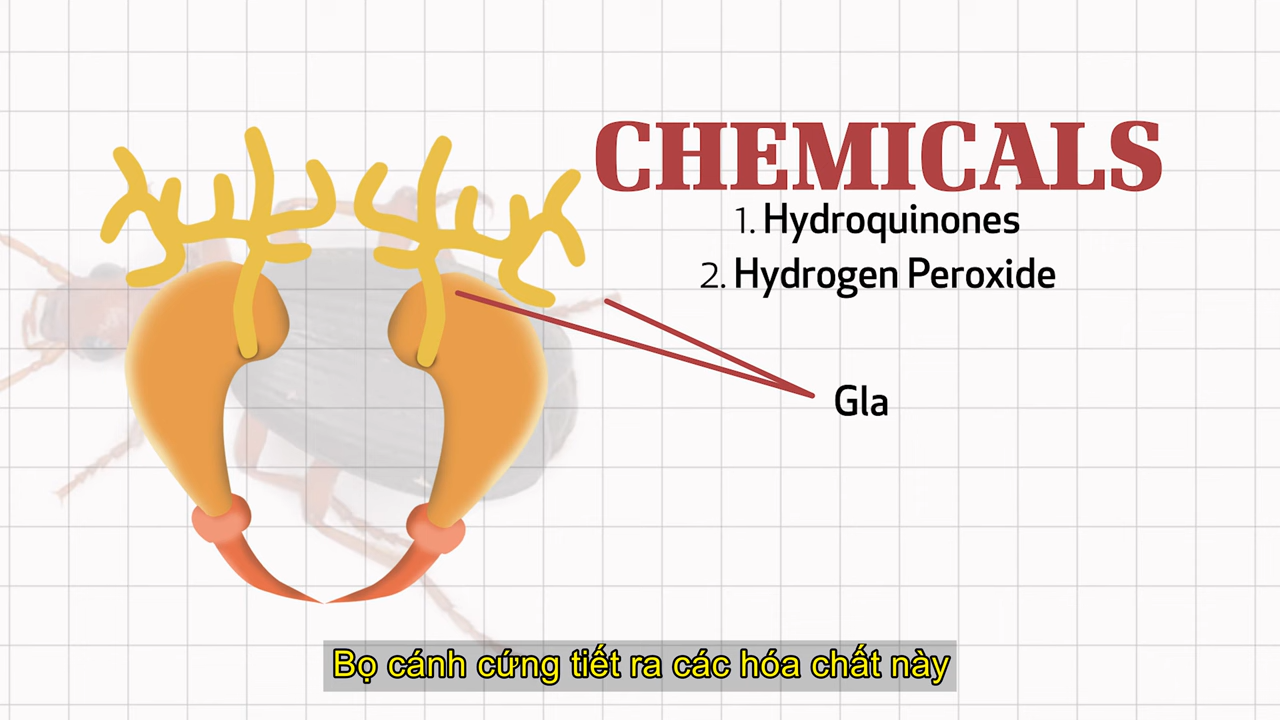 CHEMICALS
1. Hydroquinones
2. Hydrogen Peroxide
Gla
Bọ cánh cứng tiết ra các hóa chất này